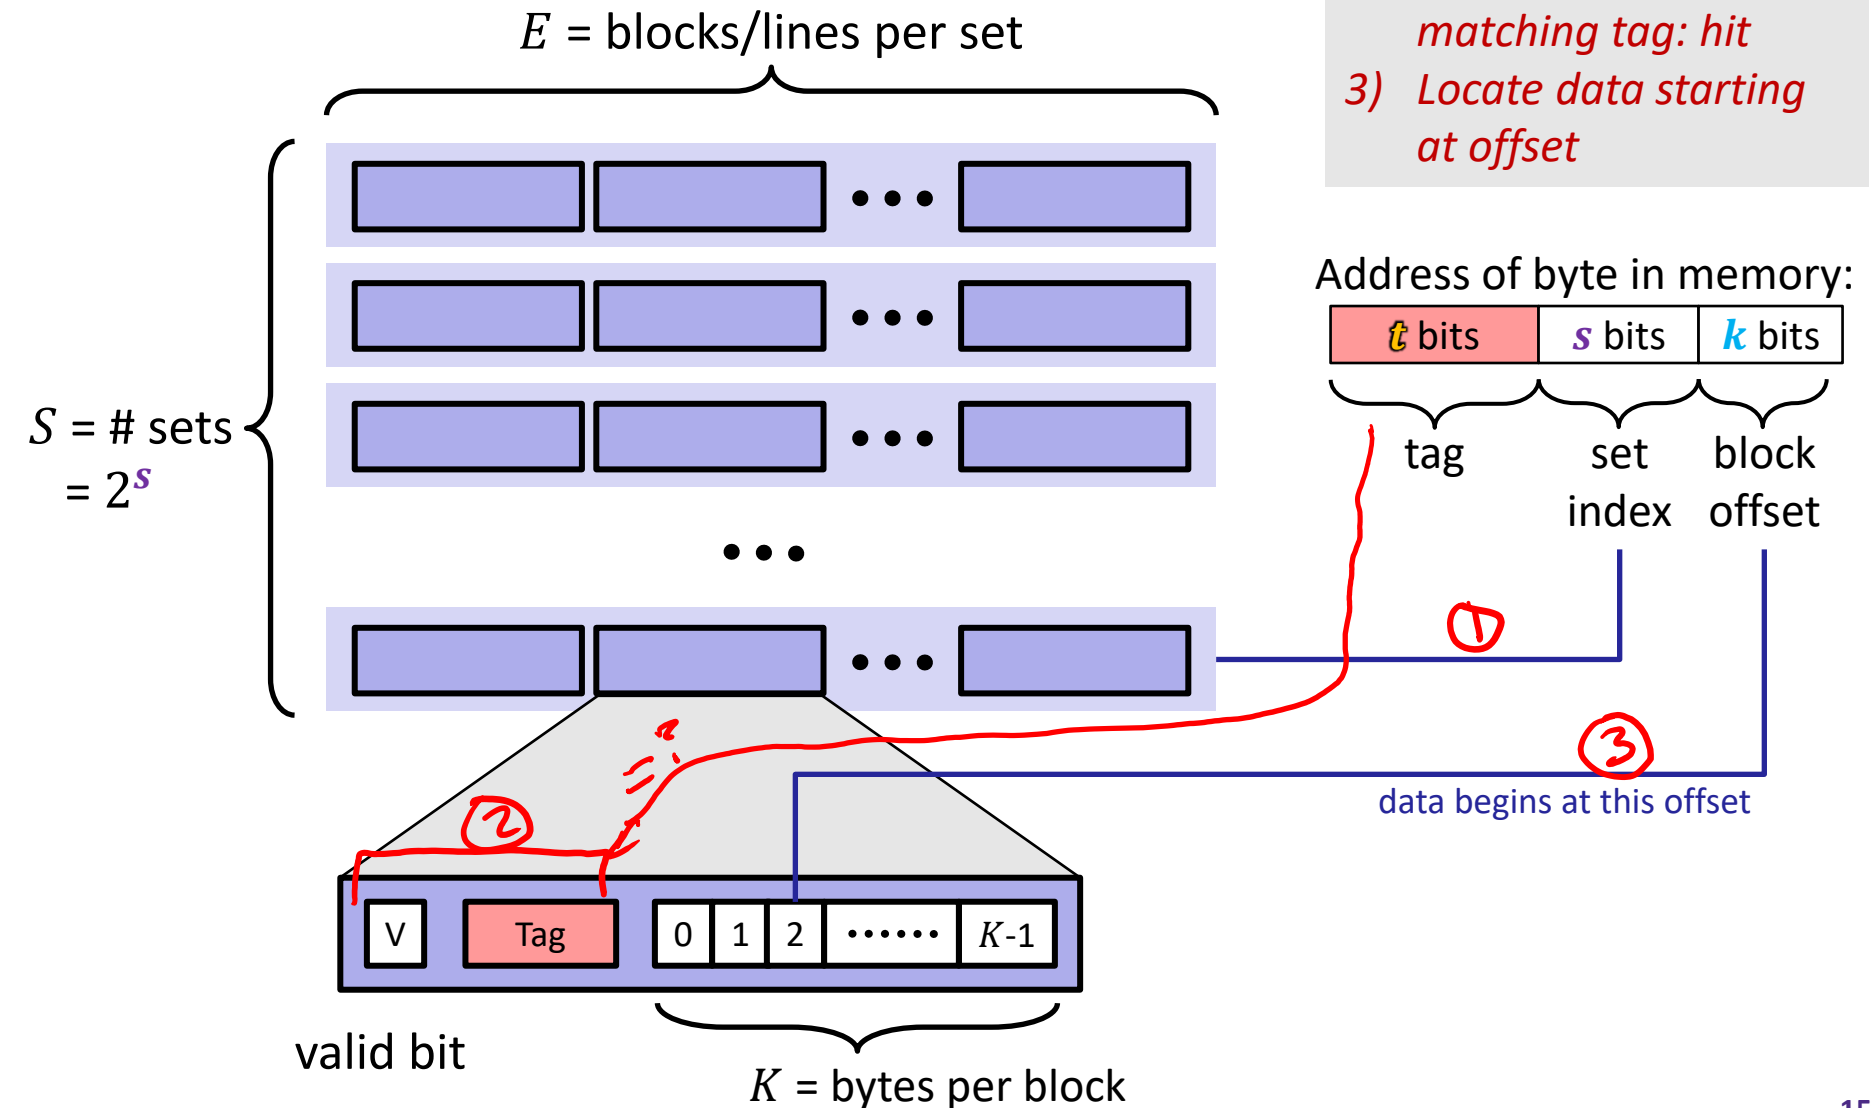 E = blocks/lines per set
matching tag: hit
3) Locate data starting
at offset
Address of byte in memory:
t bits s bits k bits
tag set block
index offset
S = # sets
= 2^s
1
3
data begins at this offset
= ?
2
V Tag 0 1 2 •••••• K-1
valid bit
K = bytes per block